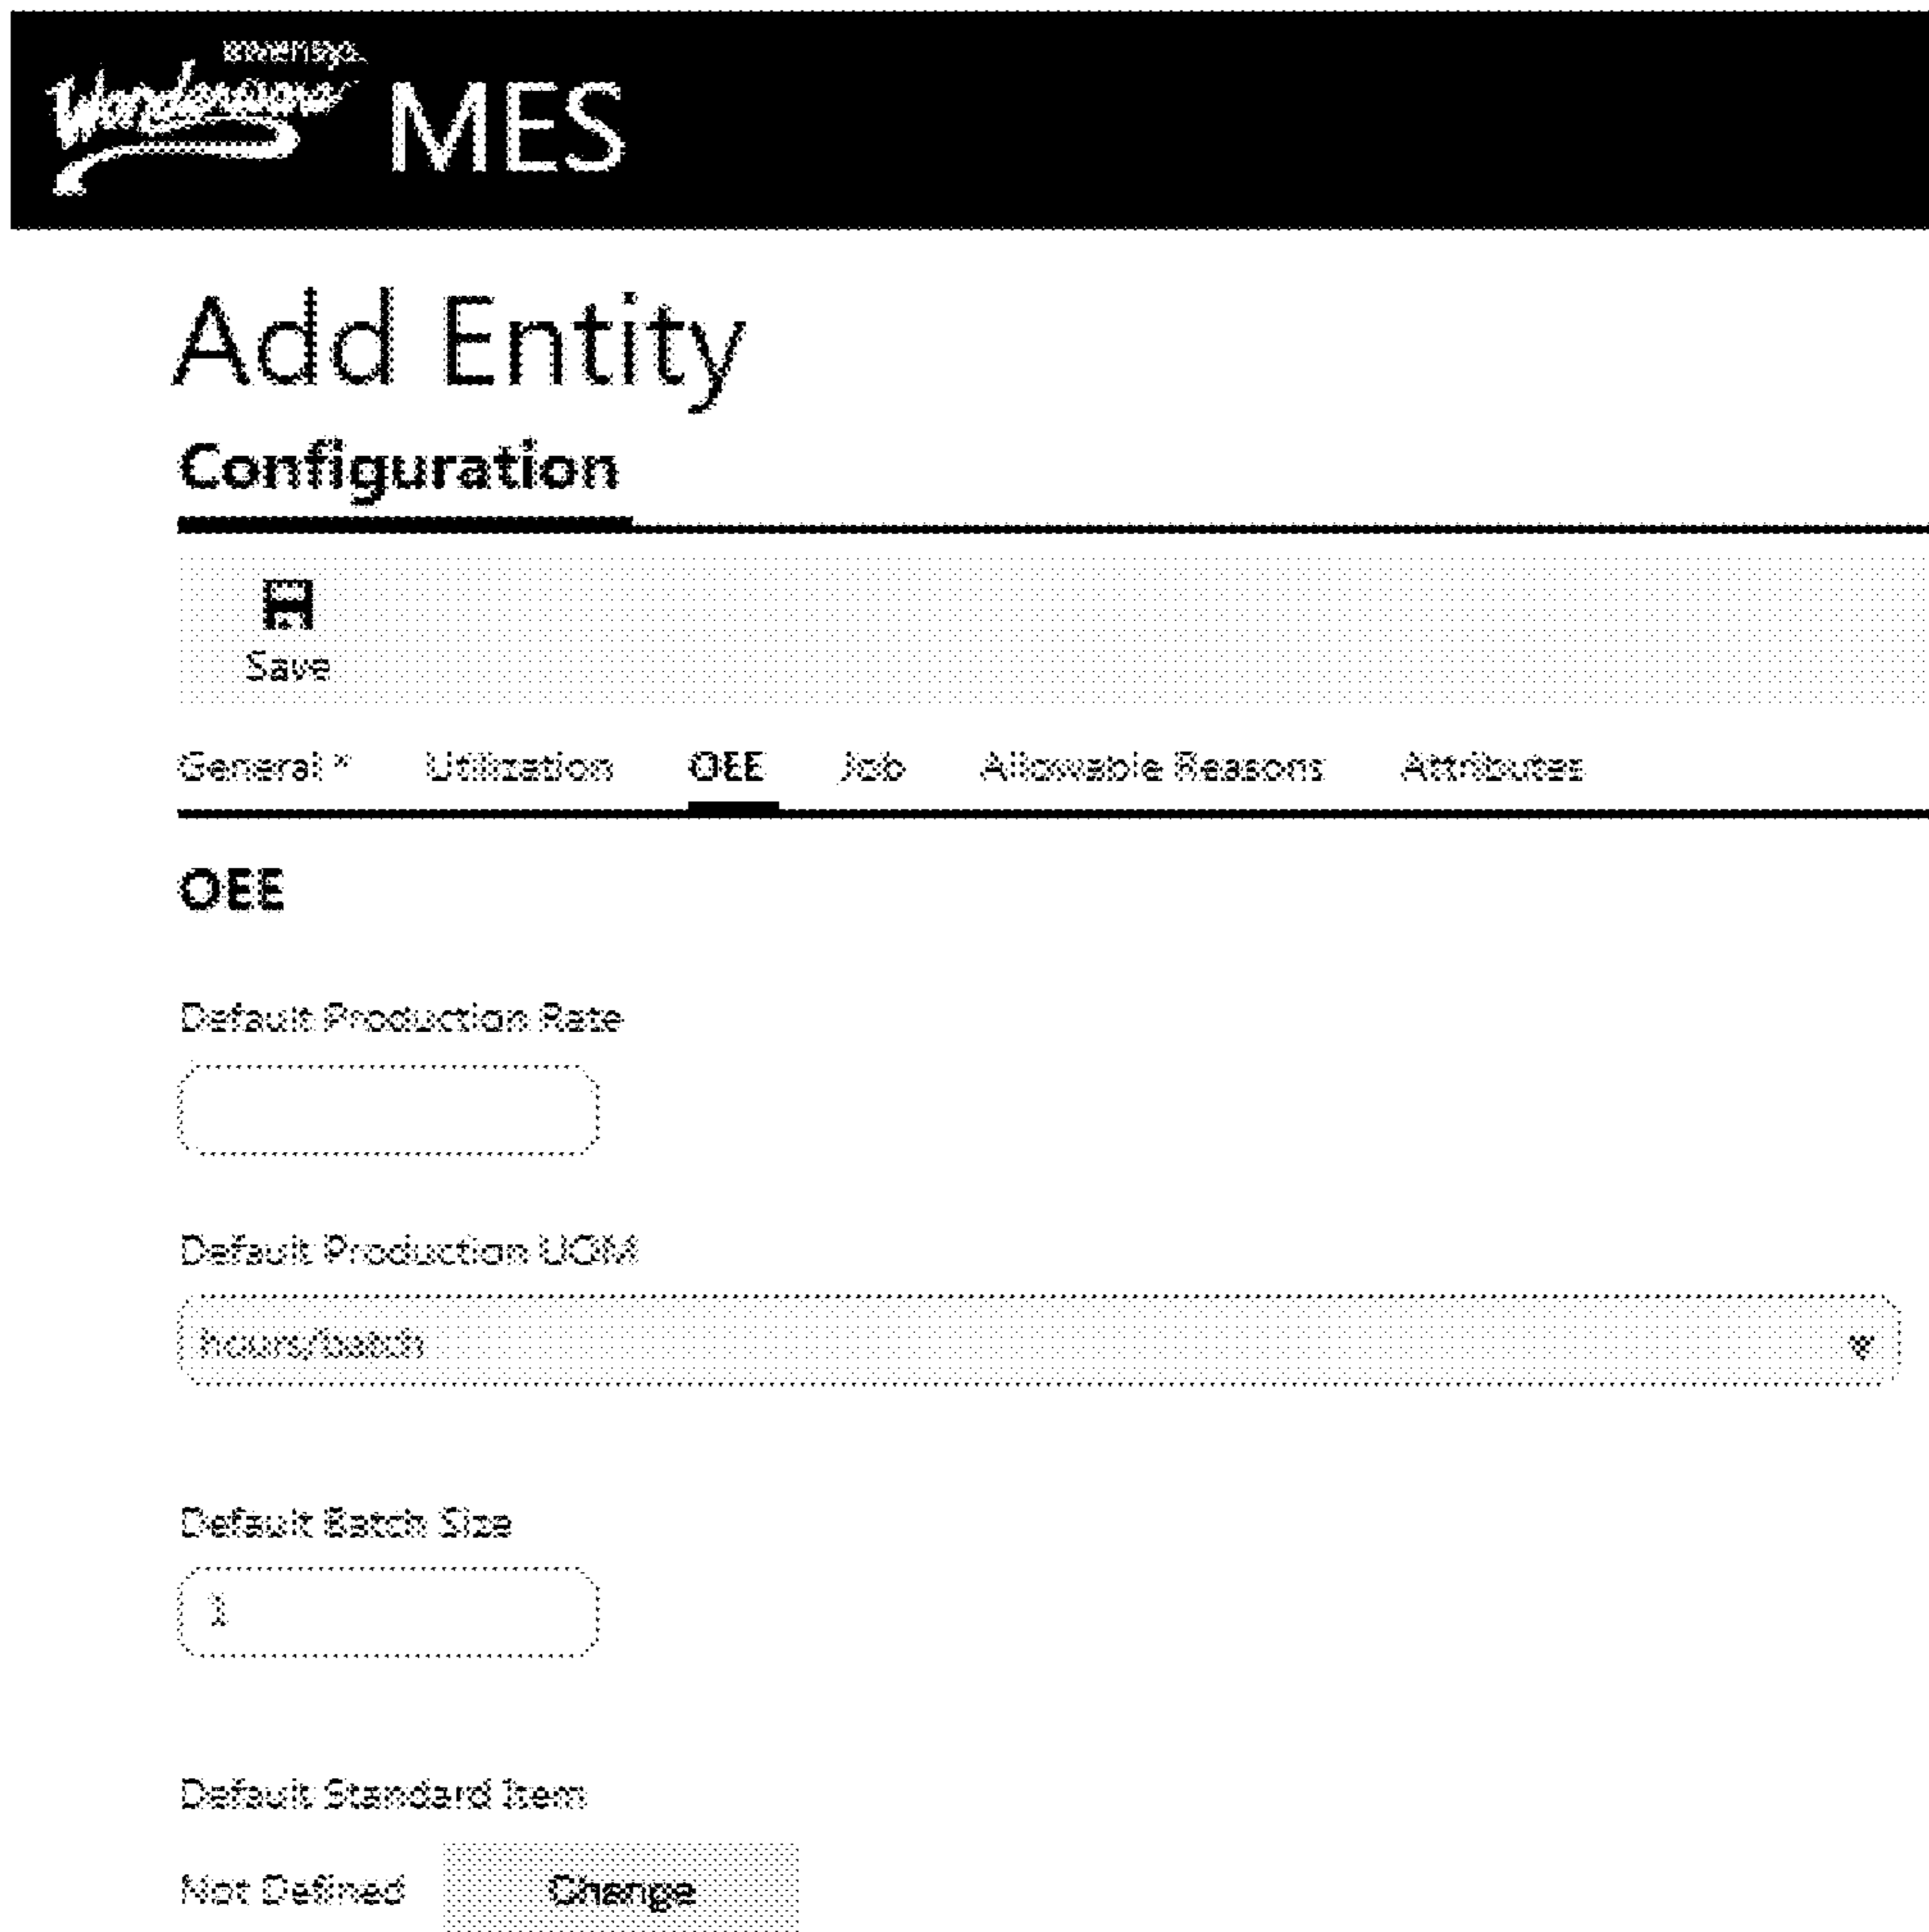 Wonderware MES
Add Entity
Configuration
Save
General * Utilization OEE Job Allowable Reasons Attributes
OEE
Default Production Rate
Default Production UOM
hours/batch
Default Batch Size
1
Default Standard Item
Not Defined Change